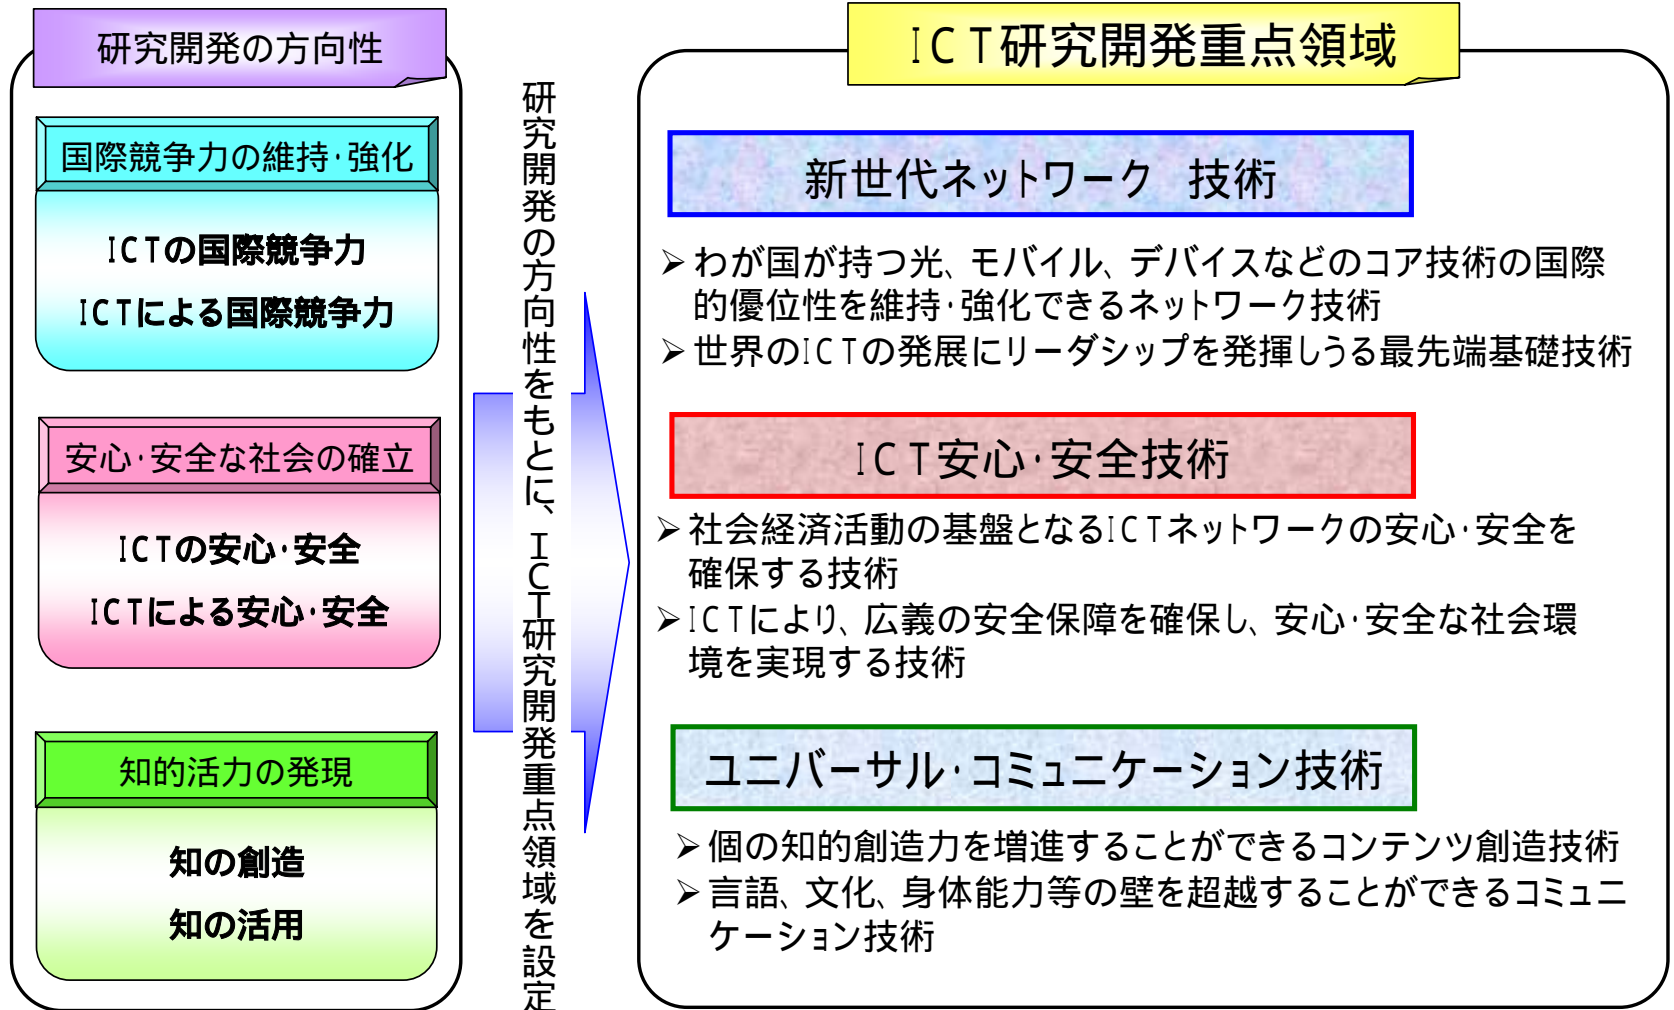 研究開発の方向性
国際競争力の維持・強化
ICTの国際競争力
ICTによる国際競争力
安心・安全な社会の確立
ICTの安心・安全
ICTによる安心・安全
知的活力の発現
知の創造
知の活用
研究開発の方向性をもとに、ICT研究開発重点領域を設定
ICT研究開発重点領域
新世代ネットワーク 技術
➢わが国が持つ光、モバイル、デバイスなどのコア技術の国際
的優位性を維持・強化できるネットワーク技術
➢世界のICTの発展にリーダシップを発揮しうる最先端基礎技術
ICT安心・安全技術
➢社会経済活動の基盤となるICTネットワークの安心・安全を
確保する技術
➢ICTにより、広義の安全保障を確保し、安心・安全な社会環
境を実現する技術
ユニバーサル・コミュニケーション技術
➢個の知的創造力を増進することができるコンテンツ創造技術
➢言語、文化、身体能力等の壁を超越することができるコミュニ
ケーション技術